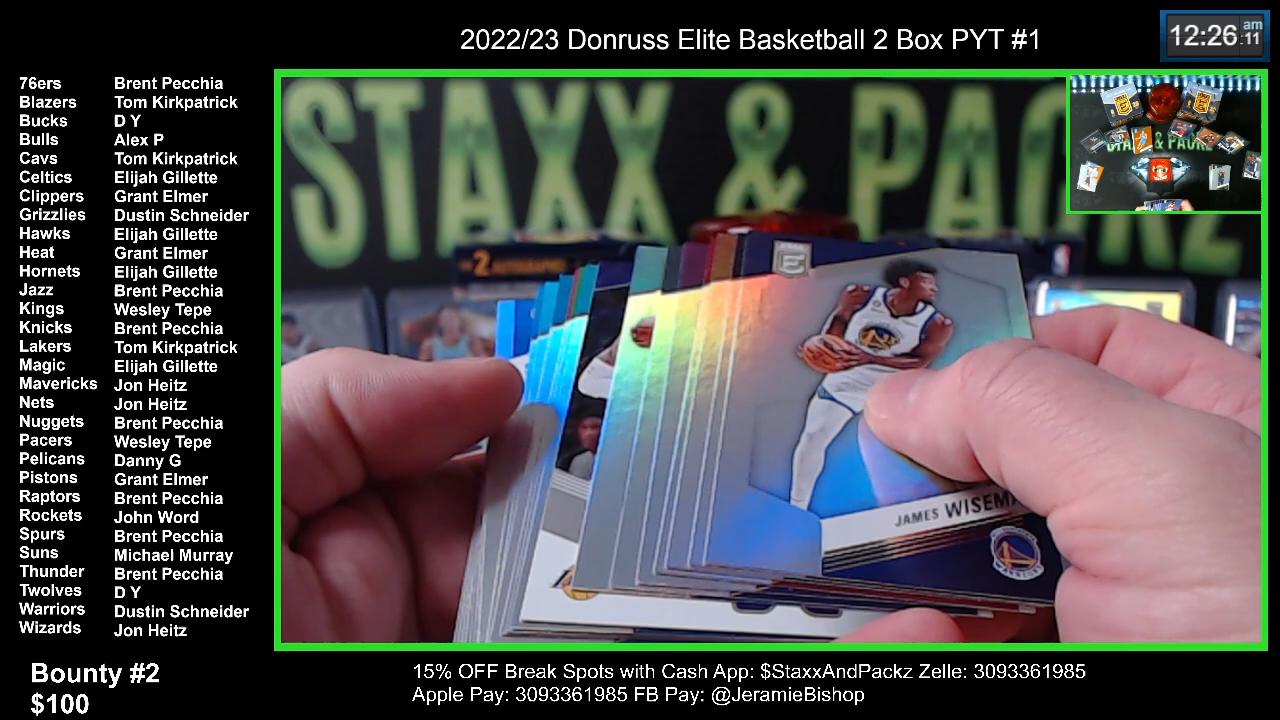 2022/23 Donruss Elite Basketball 2 Box PYT #1
12:26:11 am
76ers Brent Pecchia
Blazers Tom Kirkpatrick
Bucks D Y
Bulls Alex P
Cavs Tom Kirkpatrick
Celtics Elijah Gillette
Clippers Grant Elmer
Grizzlies Dustin Schneider
Hawks Elijah Gillette
Heat Grant Elmer
Hornets Elijah Gillette
Jazz Brent Pecchia
Kings Wesley Tepe
Knicks Brent Pecchia
Lakers Tom Kirkpatrick
Magic Elijah Gillette
Mavericks Jon Heitz
Nets Jon Heitz
Nuggets Brent Pecchia
Pacers Wesley Tepe
Pelicans Danny G
Pistons Grant Elmer
Raptors Brent Pecchia
Rockets John Word
Spurs Brent Pecchia
Suns Michael Murray
Thunder Brent Pecchia
Twolves D Y
Warriors Dustin Schneider
Wizards Jon Heitz
Bounty #2
$100
STAXX & PACKZ
2 AUTOGRAPHS
JAMES WISEMA
WARRIORS
15% OFF Break Spots with Cash App: $StaxxAndPackz Zelle: 3093361985
Apple Pay: 3093361985 FB Pay: @JeramieBishop